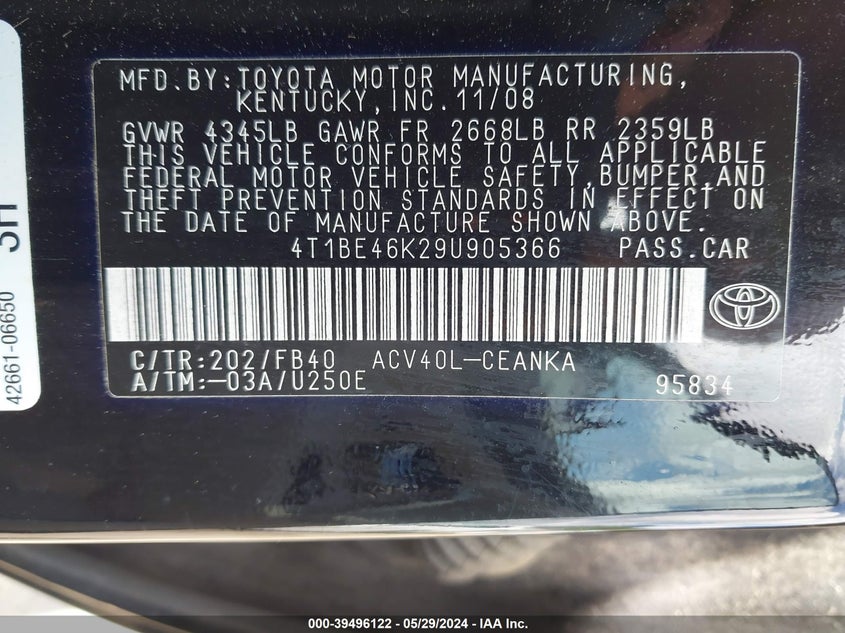 MFD.BY:TOYOTA MOTOR MANUFACTURING,
KENTUCKY,INC.11/08
GVWR 4345LB GAWR FR 2668LB RR 2359LB
THIS VEHICLE CONFORMS TO ALL APPLICABLE
FEDERAL MOTOR VEHICLE SAFETY,BUMPER,AND
THEFT PREVENTION STANDARDS IN EFFECT ON
THE DATE OF MANUFACTURE SHOWN ABOVE.
4T1BE46K29U905366 PASS.CAR
C/TR:202/FB40 ACV40L-CEANKA
A/TM:-03A/U250E 95834
42661-06650
000-39496122 - 05/29/2024 - IAA Inc.